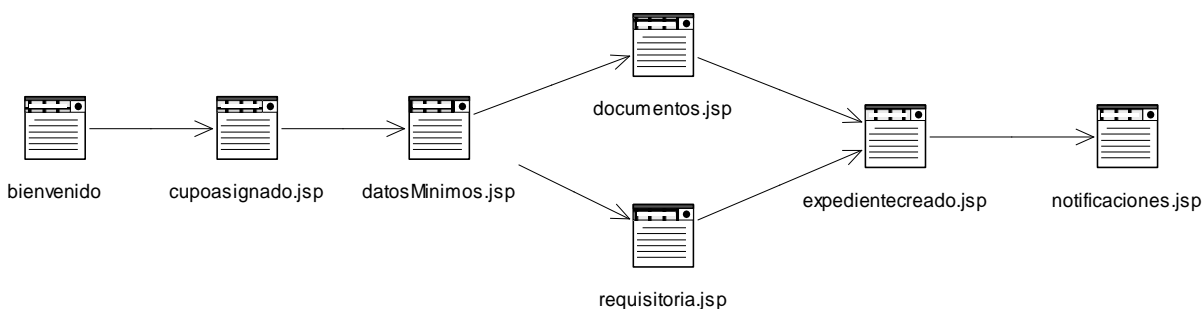 documentos.jsp
bienvenido
cupoasignado.jsp
datosMinimos.jsp
expedientecreado.jsp
notificaciones.jsp
requisitoria.jsp